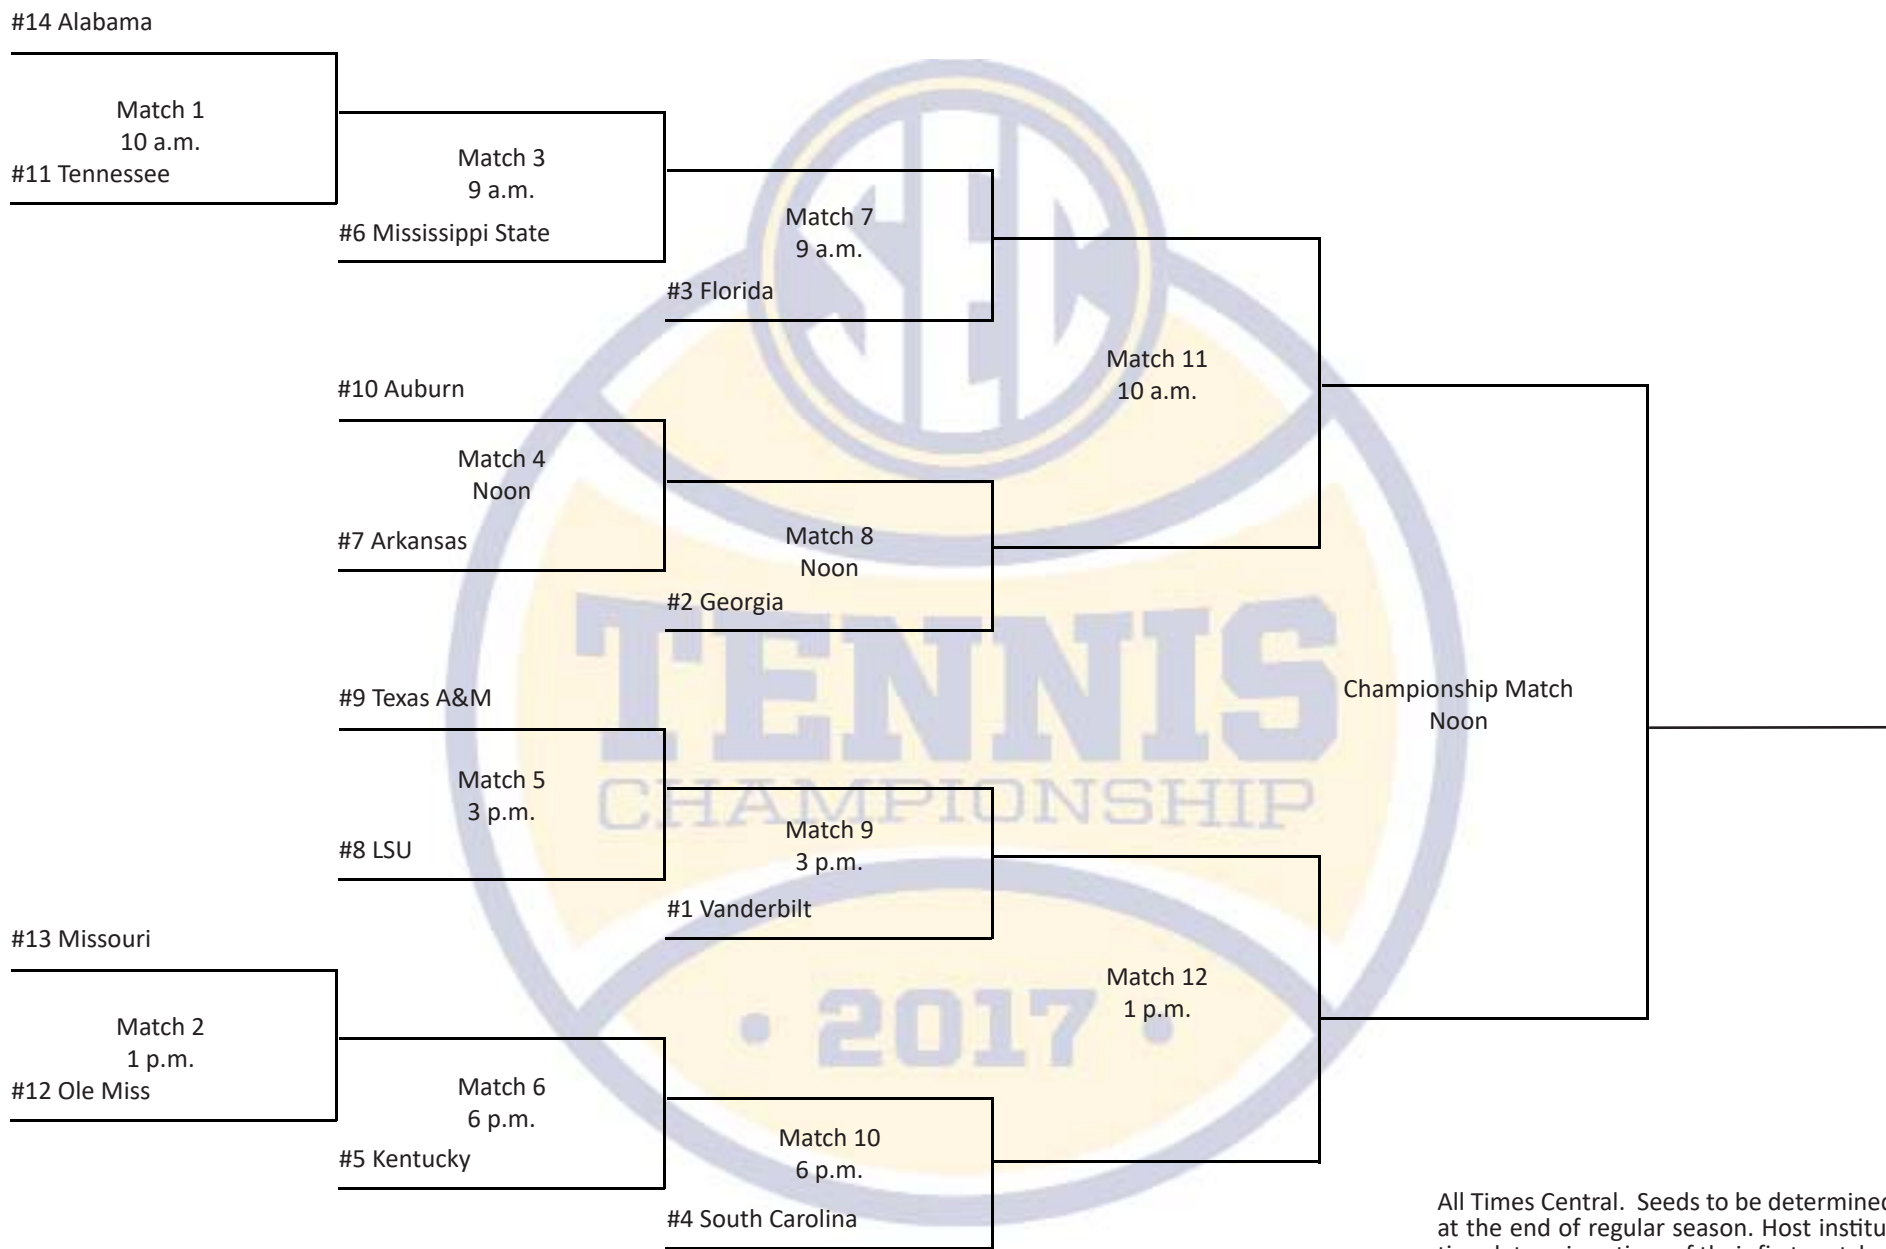 #14 Alabama
Match 1
10 a.m.
#11 Tennessee
Match 3
9 a.m.
#6 Mississippi State
Match 7
9 a.m.
#3 Florida
Match 11
10 a.m.
#10 Auburn
Match 4
Noon
#7 Arkansas
Match 8
Noon
#2 Georgia
#9 Texas A&M
Match 5
3 p.m.
#8 LSU
Match 9
3 p.m.
#1 Vanderbilt
Championship Match
Noon
#13 Missouri
Match 2
1 p.m.
#12 Ole Miss
Match 6
6 p.m.
#5 Kentucky
Match 10
6 p.m.
#4 South Carolina
Match 12
1 p.m.
SEC
TENNIS
CHAMPIONSHIP
• 2017 •
All Times Central. Seeds to be determined
at the end of regular season. Host institu